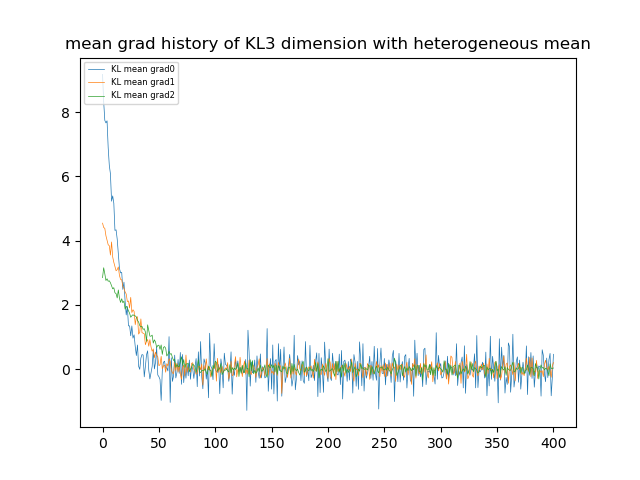 mean grad history of KL3 dimension with heterogeneous mean
KL mean grad0
KL mean grad1
KL mean grad2
8
6
4
2
0
0 50 100 150 200 250 300 350 400